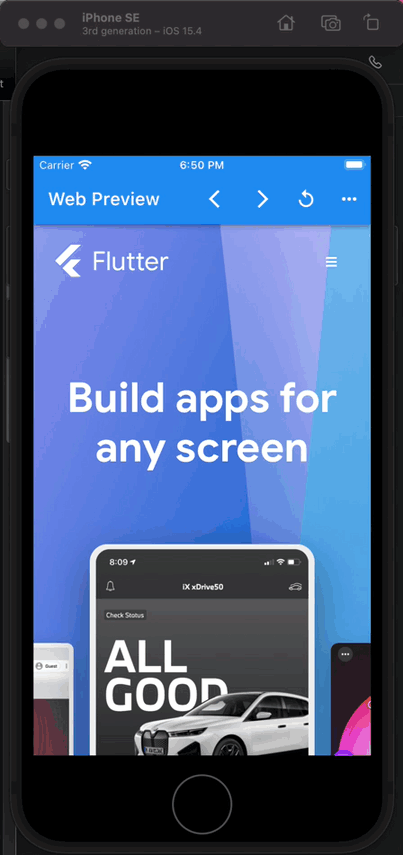 iPhone SE
3rd generation – iOS 15.4
t
Carrier
6:50 PM
Web Preview
Flutter
Build apps for
any screen
8:09
iX xDrive50
Check Status
ALL
GOOD
Guest